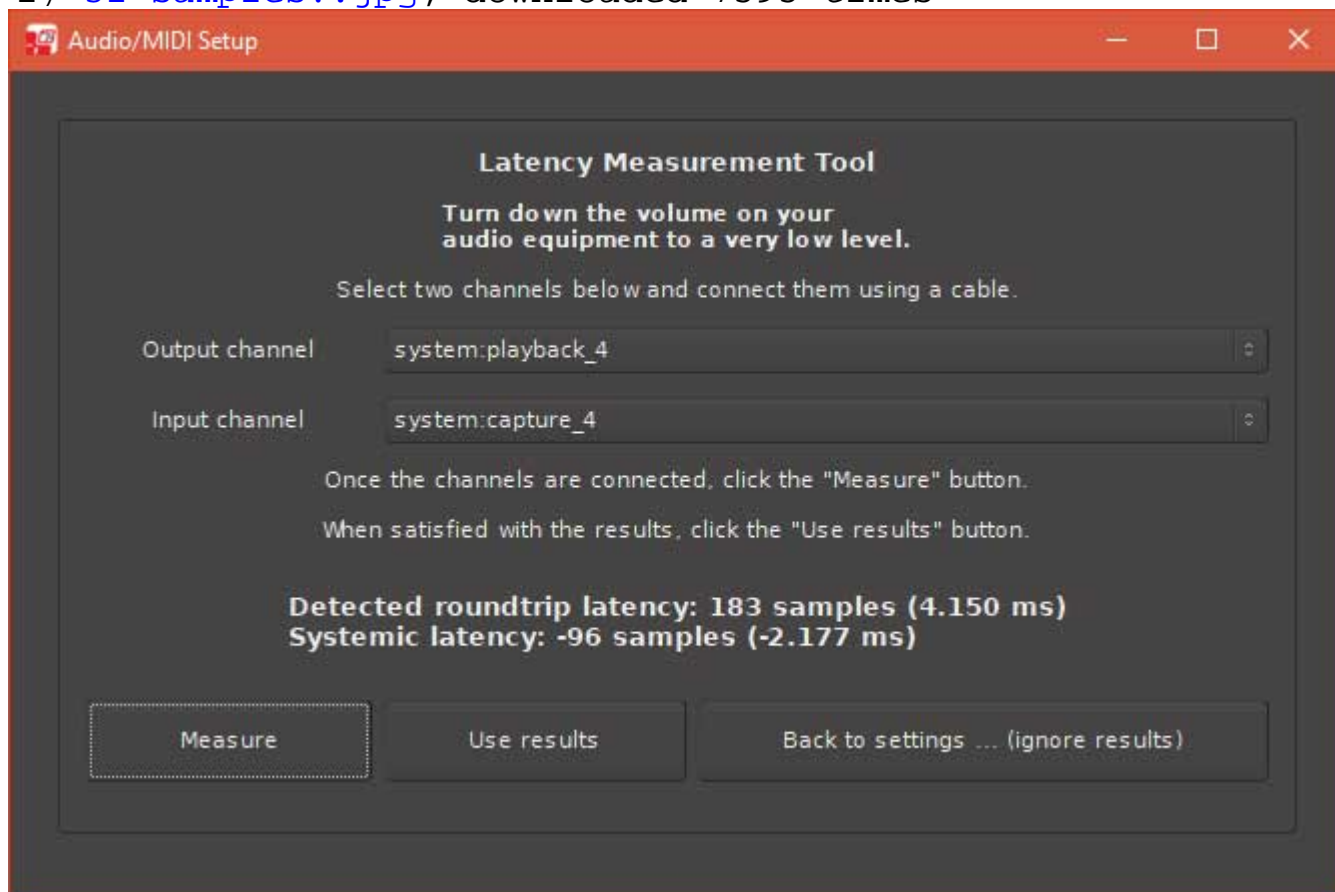 Audio/MIDI Setup
Latency Measurement Tool
Turn down the volume on your
audio equipment to a very low level.
Select two channels below and connect them using a cable.
Output channel system:playback_4
Input channel system:capture_4
Once the channels are connected, click the "Measure" button.
When satisfied with the results, click the "Use results" button.
Detected roundtrip latency: 183 samples (4.150 ms)
Systemic latency: -96 samples (-2.177 ms)
Measure Use results Back to settings ... (ignore results)